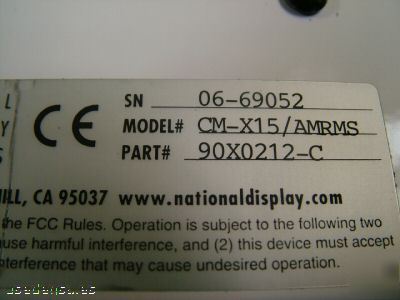 L SN 06-69052
Y CE MODEL# CM-X15/AMRMS
S PART# 90X0212-C
HILL, CA 95037 www.nationaldisplay.com
the FCC Rules. Operation is subject to the following two
ause harmful interference, and (2) this device must accept
interference that may cause undesired operation.